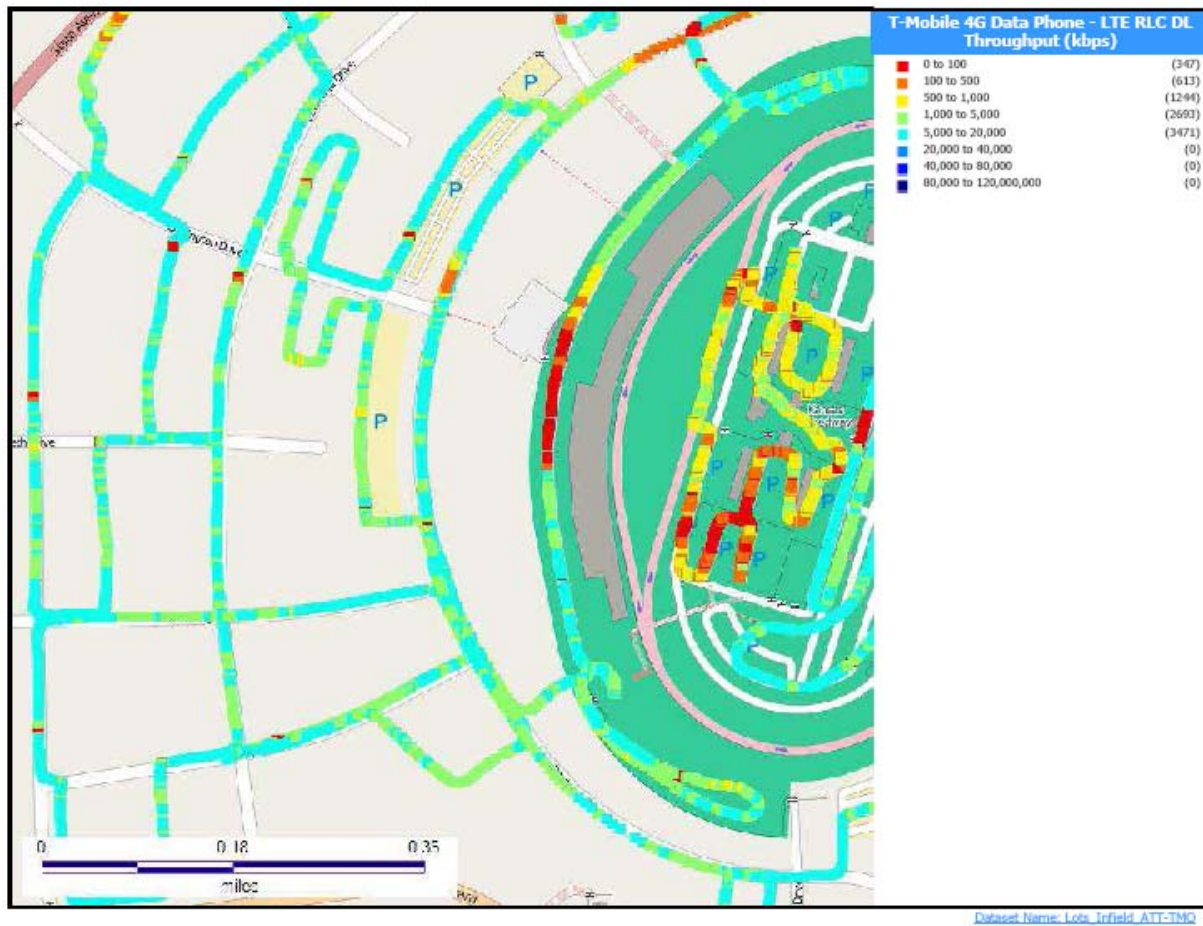 T-Mobile 4G Data Phone - LTE RLC DL
Throughput (kbps)
0 to 100 (347)
100 to 500 (613)
500 to 1,000 (1244)
1,000 to 5,000 (2693)
5,000 to 20,000 (3471)
20,000 to 40,000 (0)
40,000 to 80,000 (0)
80,000 to 120,000,000 (0)
Drive
P
P
P
P
P
P
P
P
P
P
P
P
P
0 0.18 0.35
miles
Dataset Name: Lots_Infield_ATT-TMO